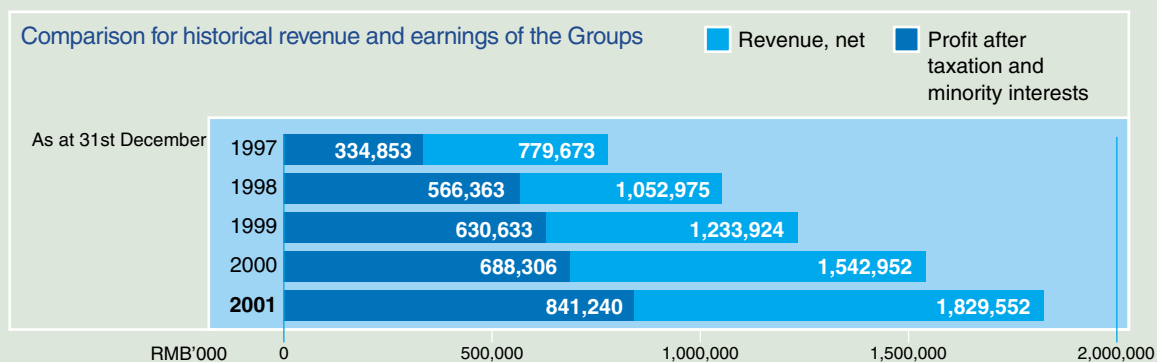 Comparison for historical revenue and earnings of the Groups
Revenue, net
Profit after
taxation and
minority interests
As at 31st December
1997 334,853 779,673
1998 566,363 1,052,975
1999 630,633 1,233,924
2000 688,306 1,542,952
2001 841,240 1,829,552
RMB'000 0 500,000 1,000,000 1,500,000 2,000,000